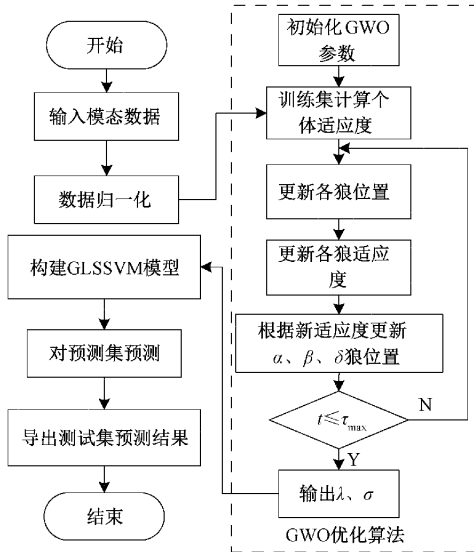 开始
输入模态数据
数据归一化
构建GLSSVM模型
对预测集预测
导出测试集预测结果
结束
初始化GWO
参数
训练集计算个
体适应度
更新各狼位置
更新各狼适应
度
根据新适应度更新
α、β、δ狼位置
t≤τmax
N
Y
输出λ、σ
GWO优化算法